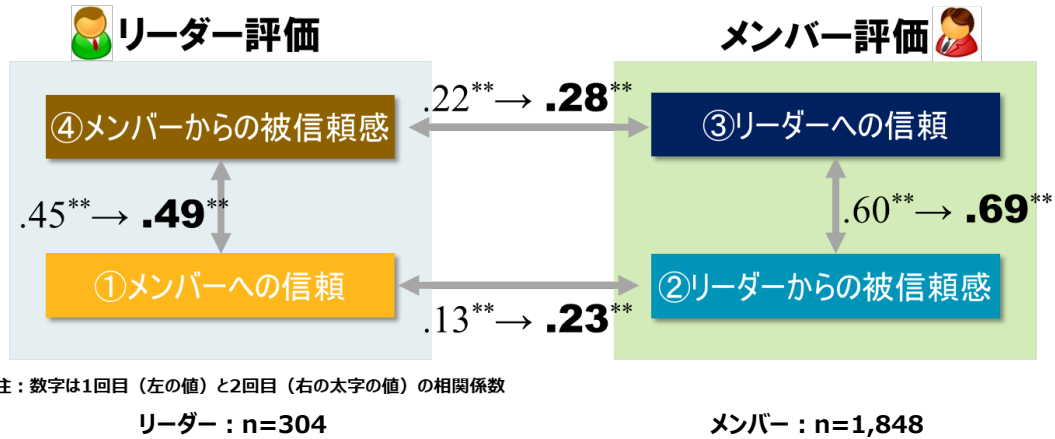 リーダー評価
メンバー評価
④メンバーからの被信頼感
.22**→ .28**
③リーダーへの信頼
.45**→ .49**
.60**→ .69**
①メンバーへの信頼
②リーダーからの被信頼感
.13**→ .23**
注：数字は1回目（左の値）と2回目（右の太字の値）の相関係数
リーダー：n=304
メンバー：n=1,848